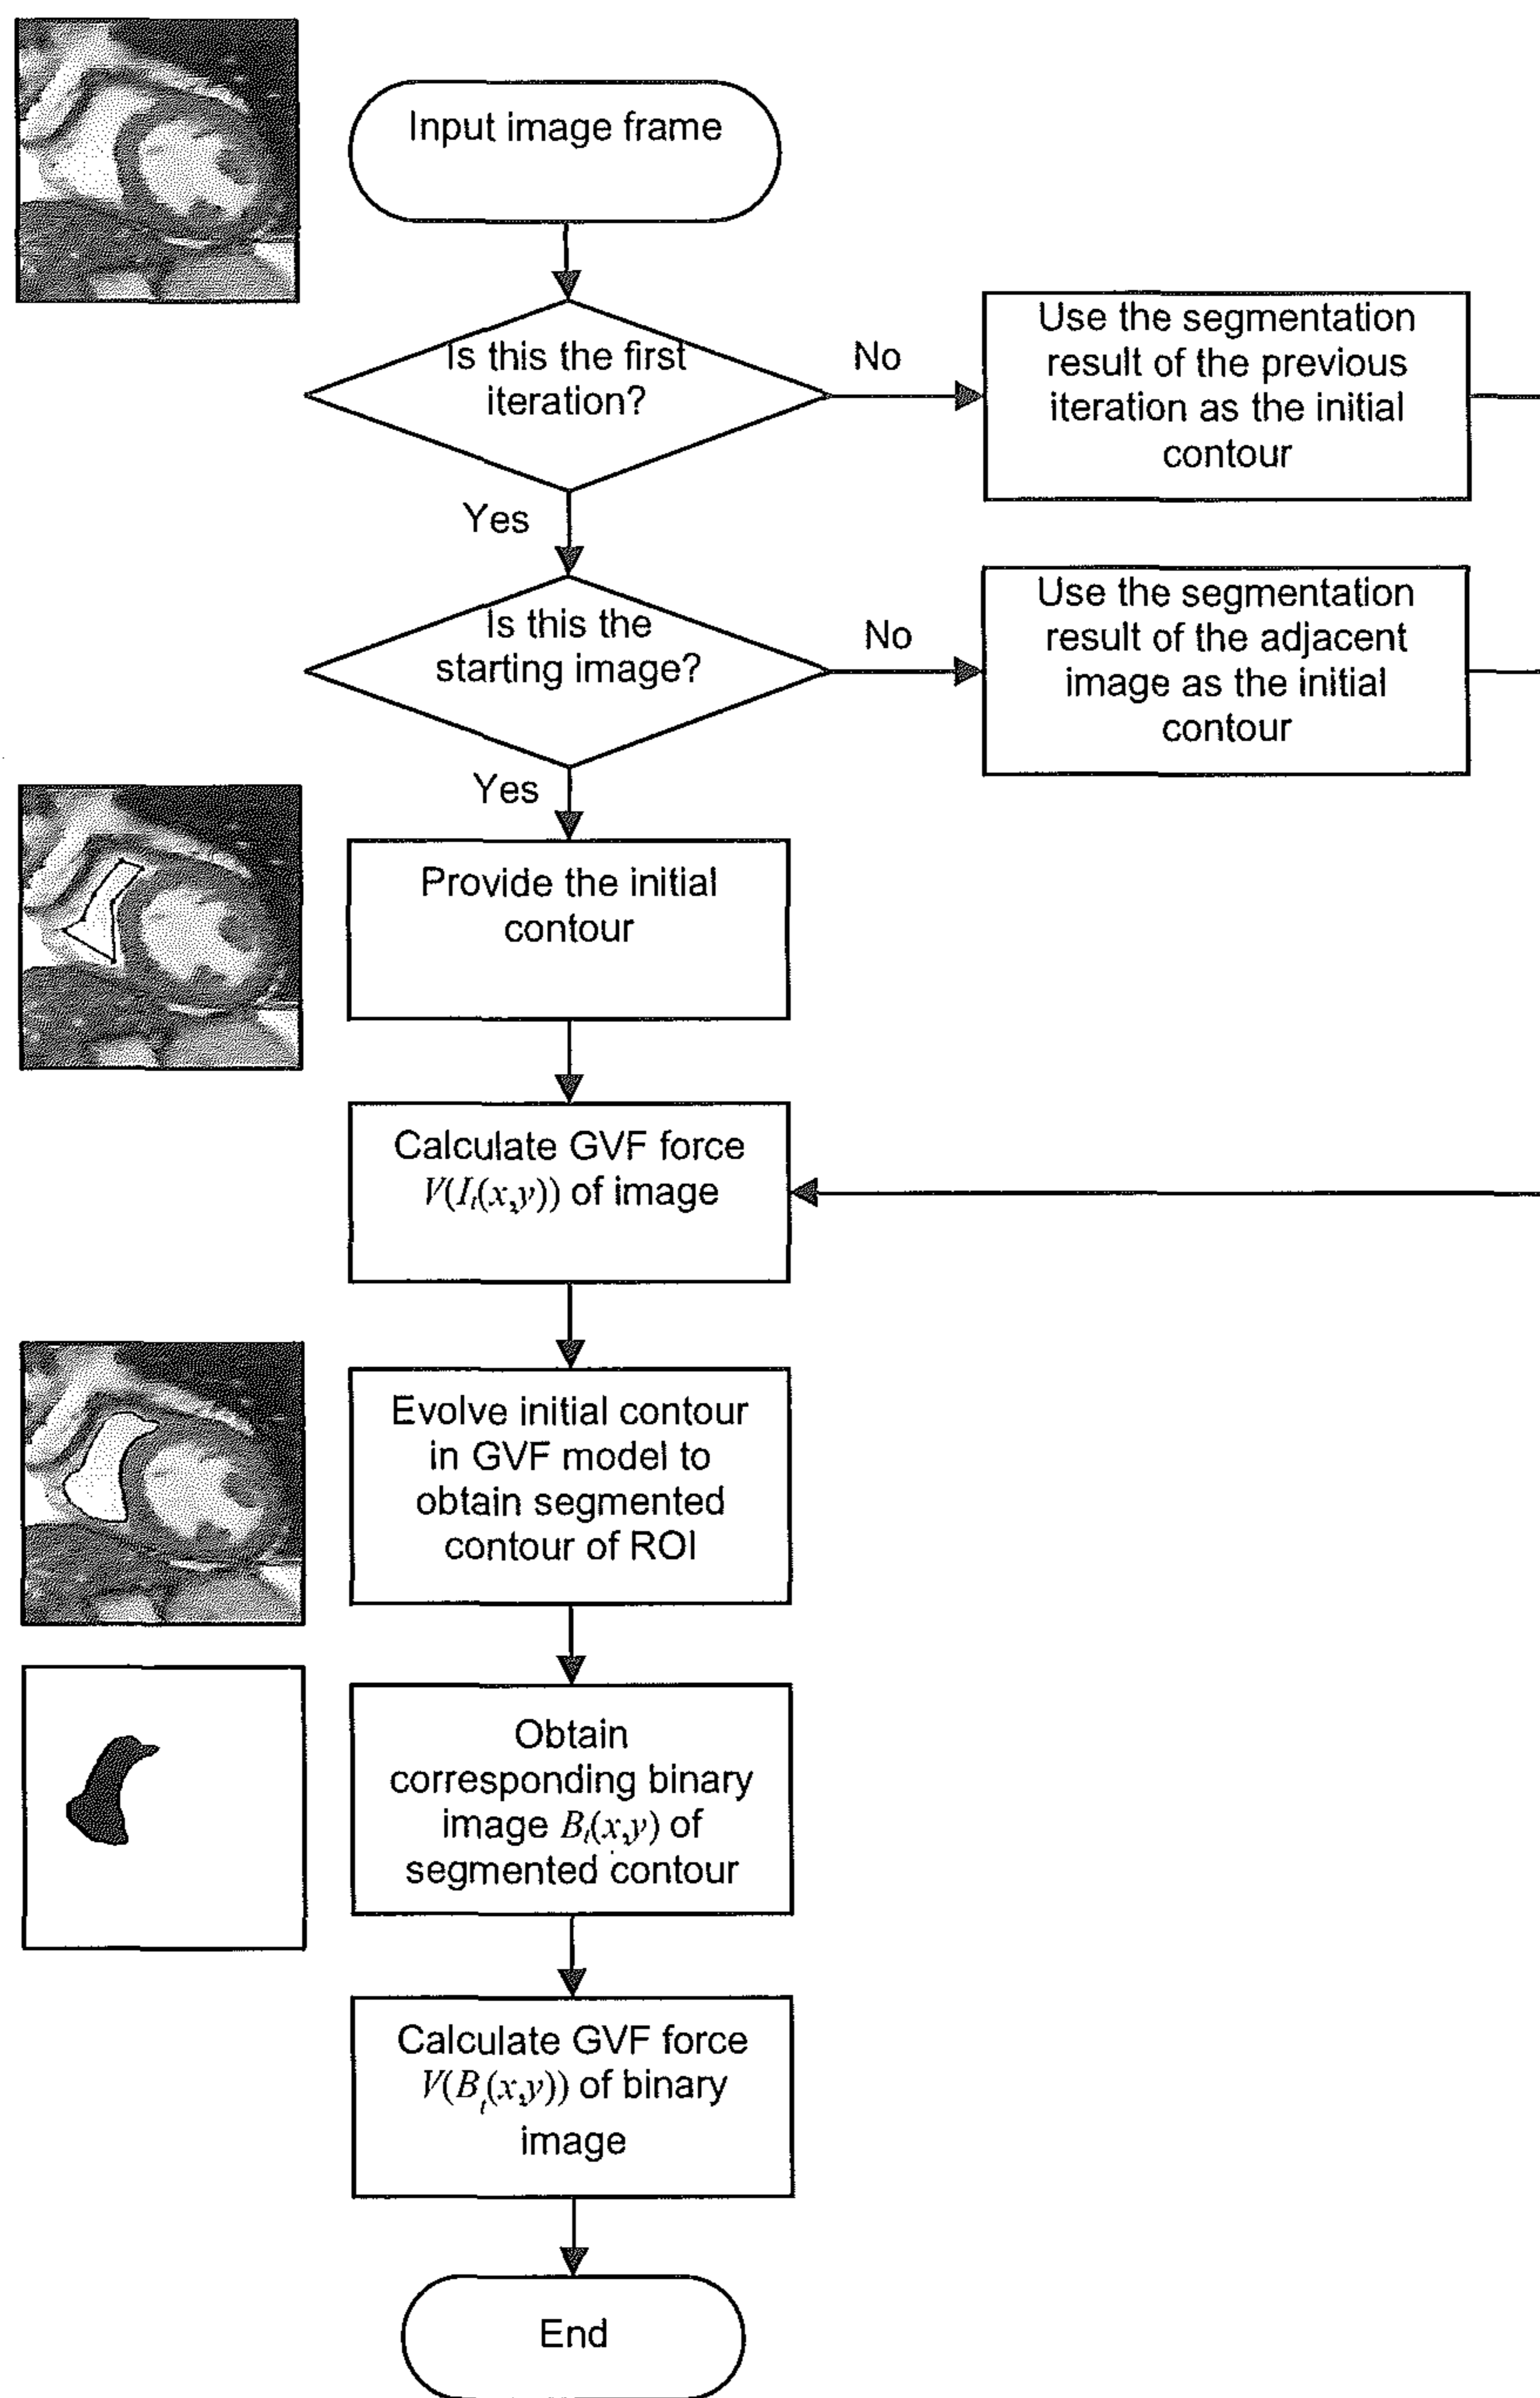 Input image frame
Is this the first
iteration?
No
Use the segmentation
result of the previous
iteration as the initial
contour
Yes
Is this the
starting image?
No
Use the segmentation
result of the adjacent
image as the initial
contour
Yes
Provide the initial
contour
Calculate GVF force
V(Iₜ(x,y)) of image
Evolve initial contour
in GVF model to
obtain segmented
contour of ROI
Obtain
corresponding binary
image Bₜ(x,y) of
segmented contour
Calculate GVF force
V(Bₜ(x,y)) of binary
image
End